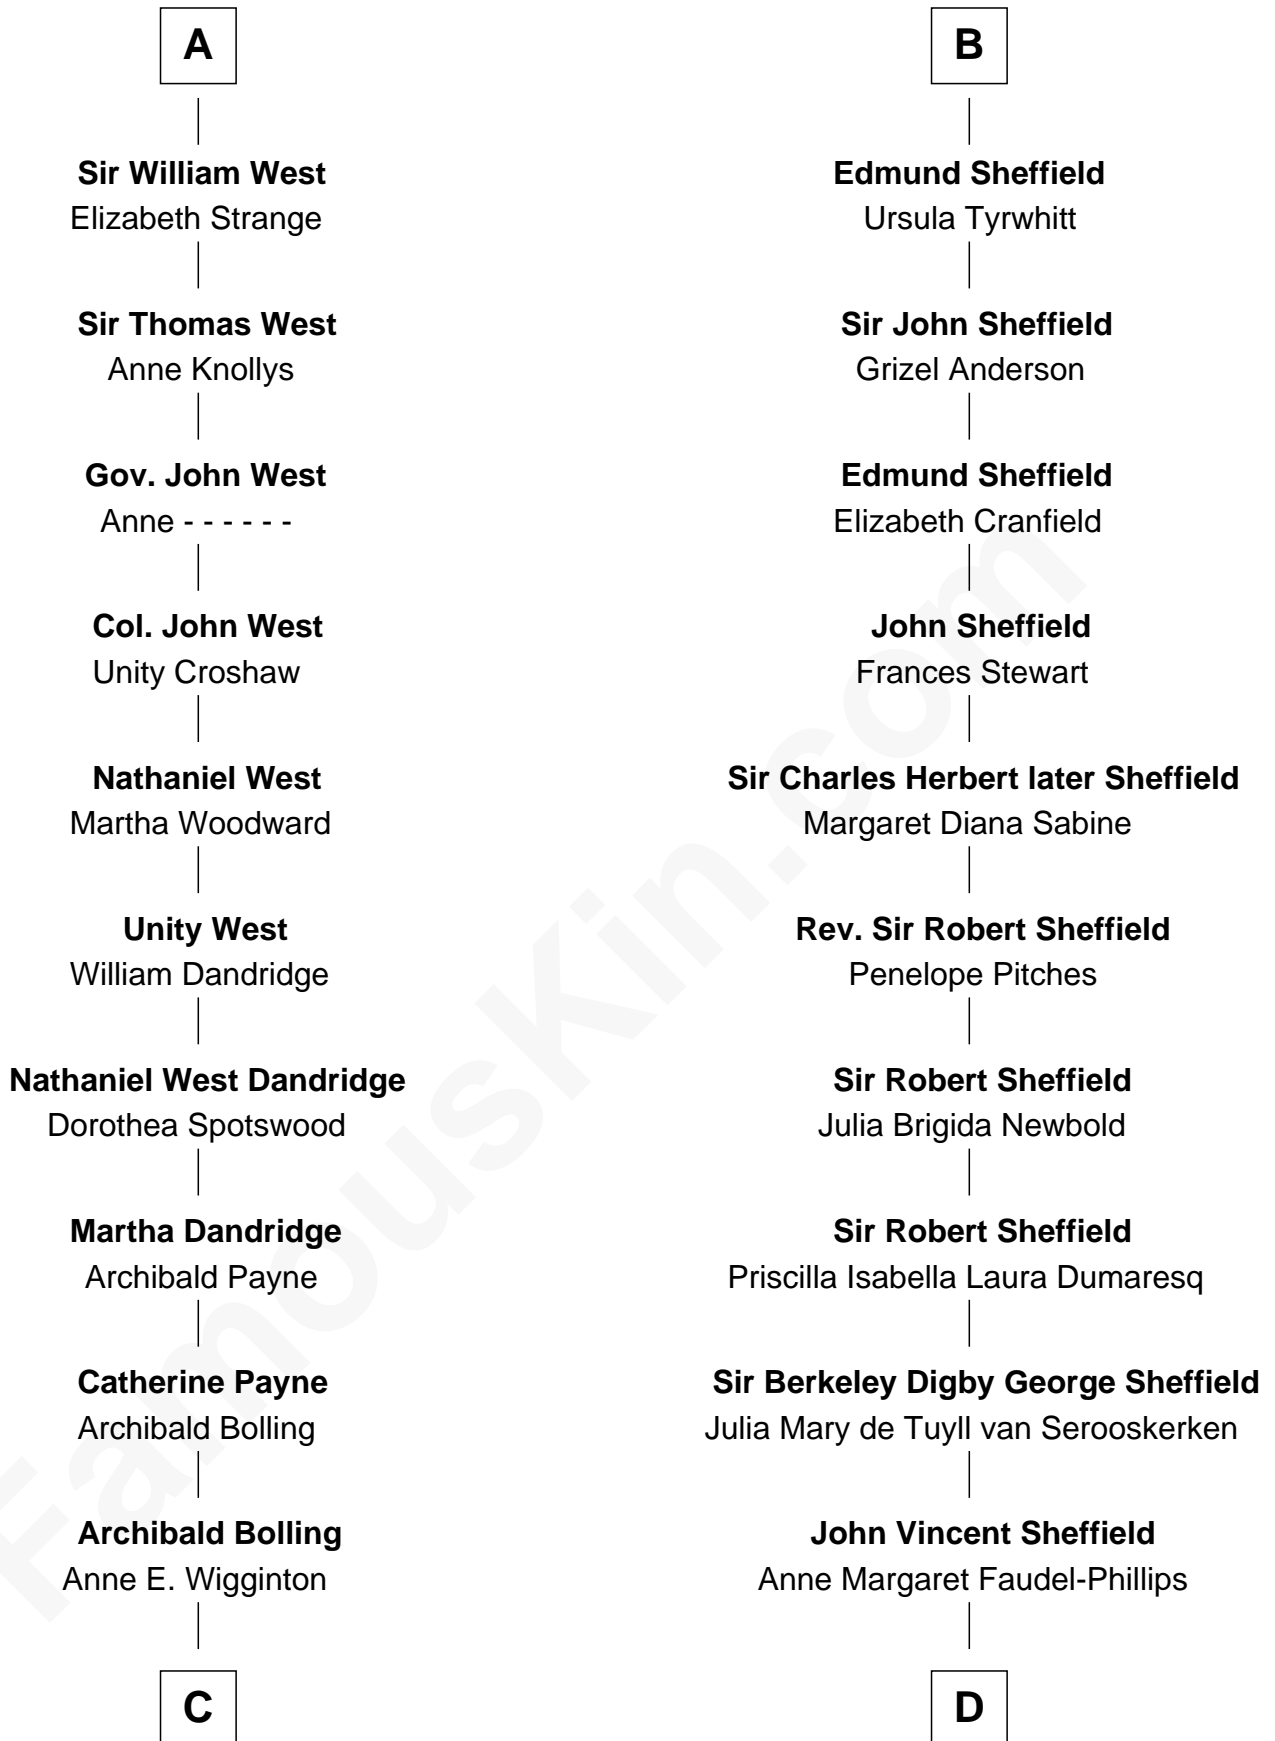 A
Sir William West
Elizabeth Strange
Sir Thomas West
Anne Knollys
Gov. John West
Anne - - - - - -
Col. John West
Unity Croshaw
Nathaniel West
Martha Woodward
Unity West
William Dandridge
Nathaniel West Dandridge
Dorothea Spotswood
Martha Dandridge
Archibald Payne
Catherine Payne
Archibald Bolling
Archibald Bolling
Anne E. Wigginton
C
B
Edmund Sheffield
Ursula Tyrwhitt
Sir John Sheffield
Grizel Anderson
Edmund Sheffield
Elizabeth Cranfield
John Sheffield
Frances Stewart
Sir Charles Herbert later Sheffield
Margaret Diana Sabine
Rev. Sir Robert Sheffield
Penelope Pitches
Sir Robert Sheffield
Julia Brigida Newbold
Sir Robert Sheffield
Priscilla Isabella Laura Dumaresq
Sir Berkeley Digby George Sheffield
Julia Mary de Tuyll van Serooskerken
John Vincent Sheffield
Anne Margaret Faudel-Phillips
D
FamousKin.com